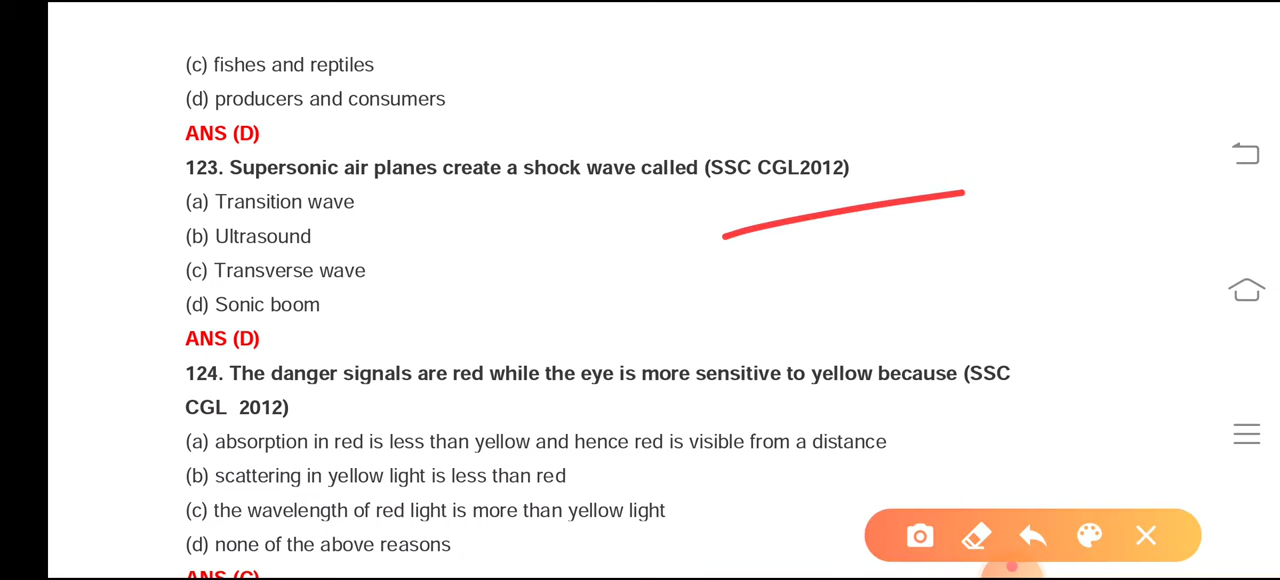 (c) fishes and reptiles
(d) producers and consumers
ANS (D)
123. Supersonic air planes create a shock wave called (SSC CGL2012)
(a) Transition wave
(b) Ultrasound
(c) Transverse wave
(d) Sonic boom
ANS (D)
124. The danger signals are red while the eye is more sensitive to yellow because (SSC
CGL 2012)
(a) absorption in red is less than yellow and hence red is visible from a distance
(b) scattering in yellow light is less than red
(c) the wavelength of red light is more than yellow light
(d) none of the above reasons
ANS (C)